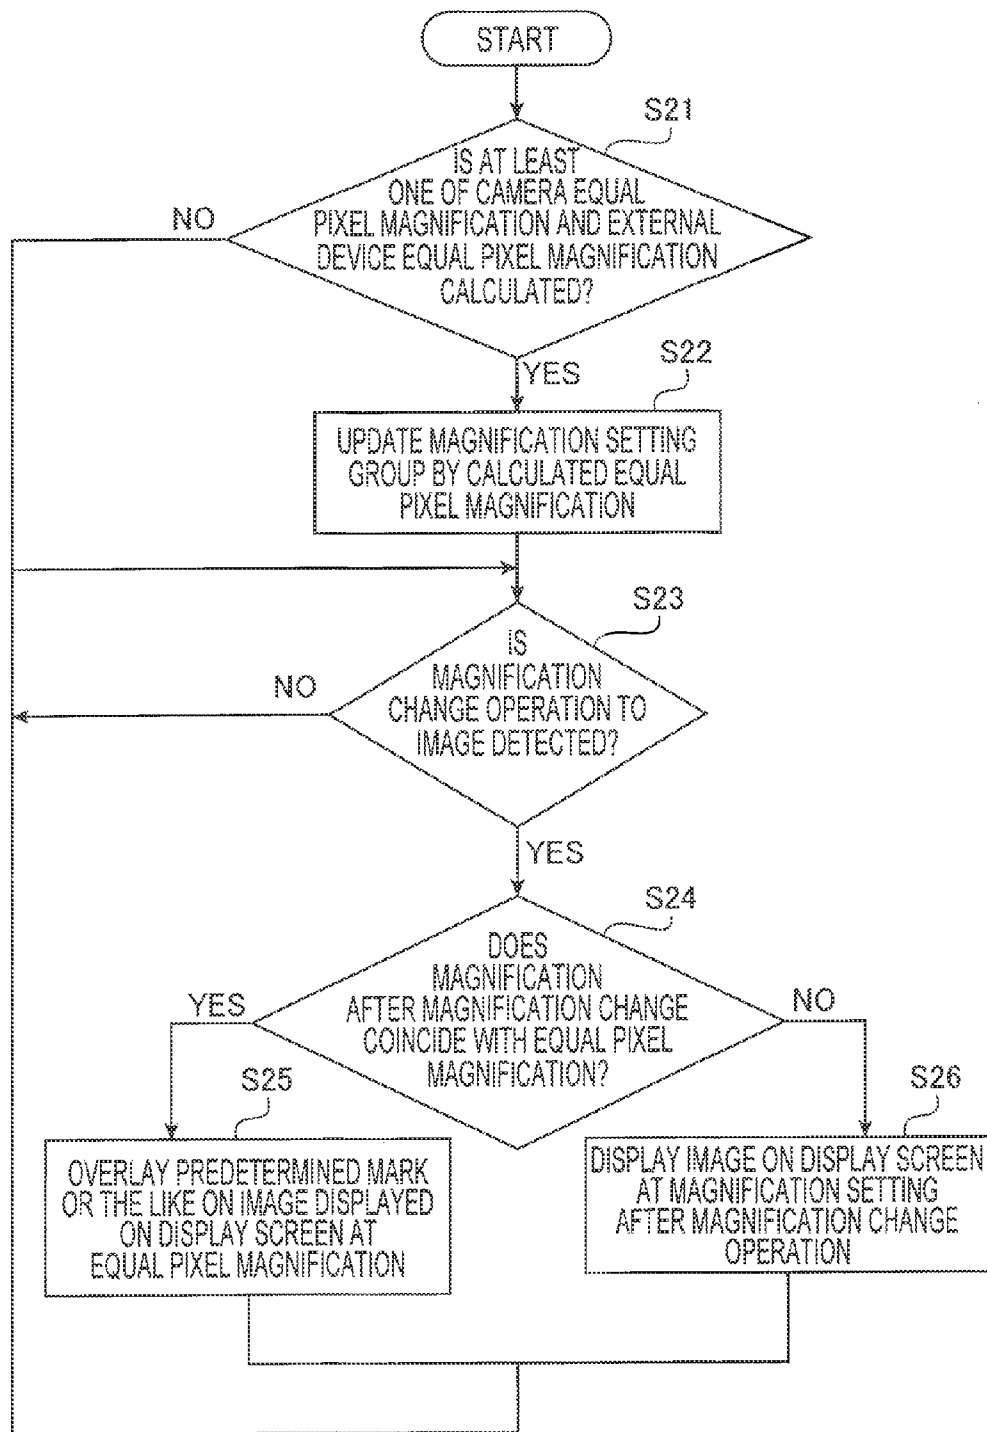 START
S21
IS AT LEAST
ONE OF CAMERA EQUAL
PIXEL MAGNIFICATION AND EXTERNAL
DEVICE EQUAL PIXEL MAGNIFICATION
CALCULATED?
NO
YES
S22
UPDATE MAGNIFICATION SETTING
GROUP BY CALCULATED EQUAL
PIXEL MAGNIFICATION
S23
IS
MAGNIFICATION
CHANGE OPERATION TO
IMAGE DETECTED?
NO
YES
S24
DOES
MAGNIFICATION
AFTER MAGNIFICATION CHANGE
COINCIDE WITH EQUAL PIXEL
MAGNIFICATION?
YES
NO
S25
OVERLAY PREDETERMINED MARK
OR THE LIKE ON IMAGE DISPLAYED
ON DISPLAY SCREEN AT
EQUAL PIXEL MAGNIFICATION
S26
DISPLAY IMAGE ON DISPLAY SCREEN
AT MAGNIFICATION SETTING
AFTER MAGNIFICATION CHANGE
OPERATION